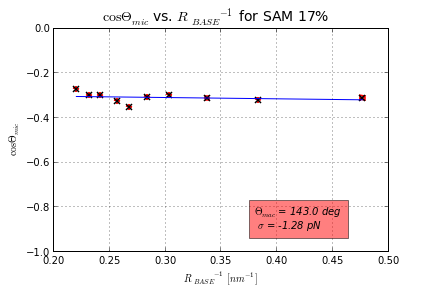 cosΘmic vs. R BASE⁻¹ for SAM 17%
0.0
−0.2
−0.4
−0.6
−0.8
−1.0
cosΘmic
Θmac = 143.0 deg
σ = -1.28 pN
0.20 0.25 0.30 0.35 0.40 0.45 0.50
R BASE⁻¹ [nm⁻¹]